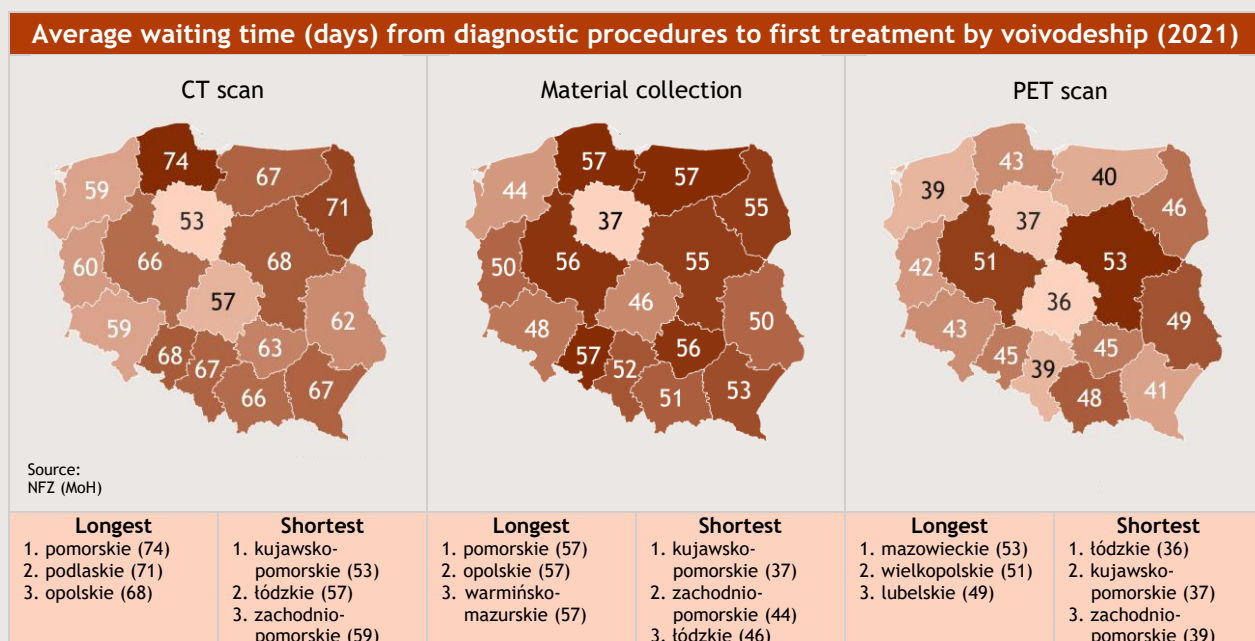 Average waiting time (days) from diagnostic procedures to first treatment by voivodeship (2021)
CT scan
74
67
59
71
53
66
68
60
57
62
59
63
68
67
66
67
Source:
NFZ (MoH)
Material collection
57
57
44
55
37
56
55
50
46
50
48
56
57
52
51
53
PET scan
43
40
39
46
37
51
53
42
36
49
43
45
45
39
48
41
Longest
1. pomorskie (74)
2. podlaskie (71)
3. opolskie (68)
Shortest
1. kujawsko-
pomorskie (53)
2. łódzkie (57)
3. zachodnio-
pomorskie (59)
Longest
1. pomorskie (57)
2. opolskie (57)
3. warmińsko-
mazurskie (57)
Shortest
1. kujawsko-
pomorskie (37)
2. zachodnio-
pomorskie (44)
3. łódzkie (46)
Longest
1. mazowieckie (53)
2. wielkopolskie (51)
3. lubelskie (49)
Shortest
1. łódzkie (36)
2. kujawsko-
pomorskie (37)
3. zachodnio-
pomorskie (39)